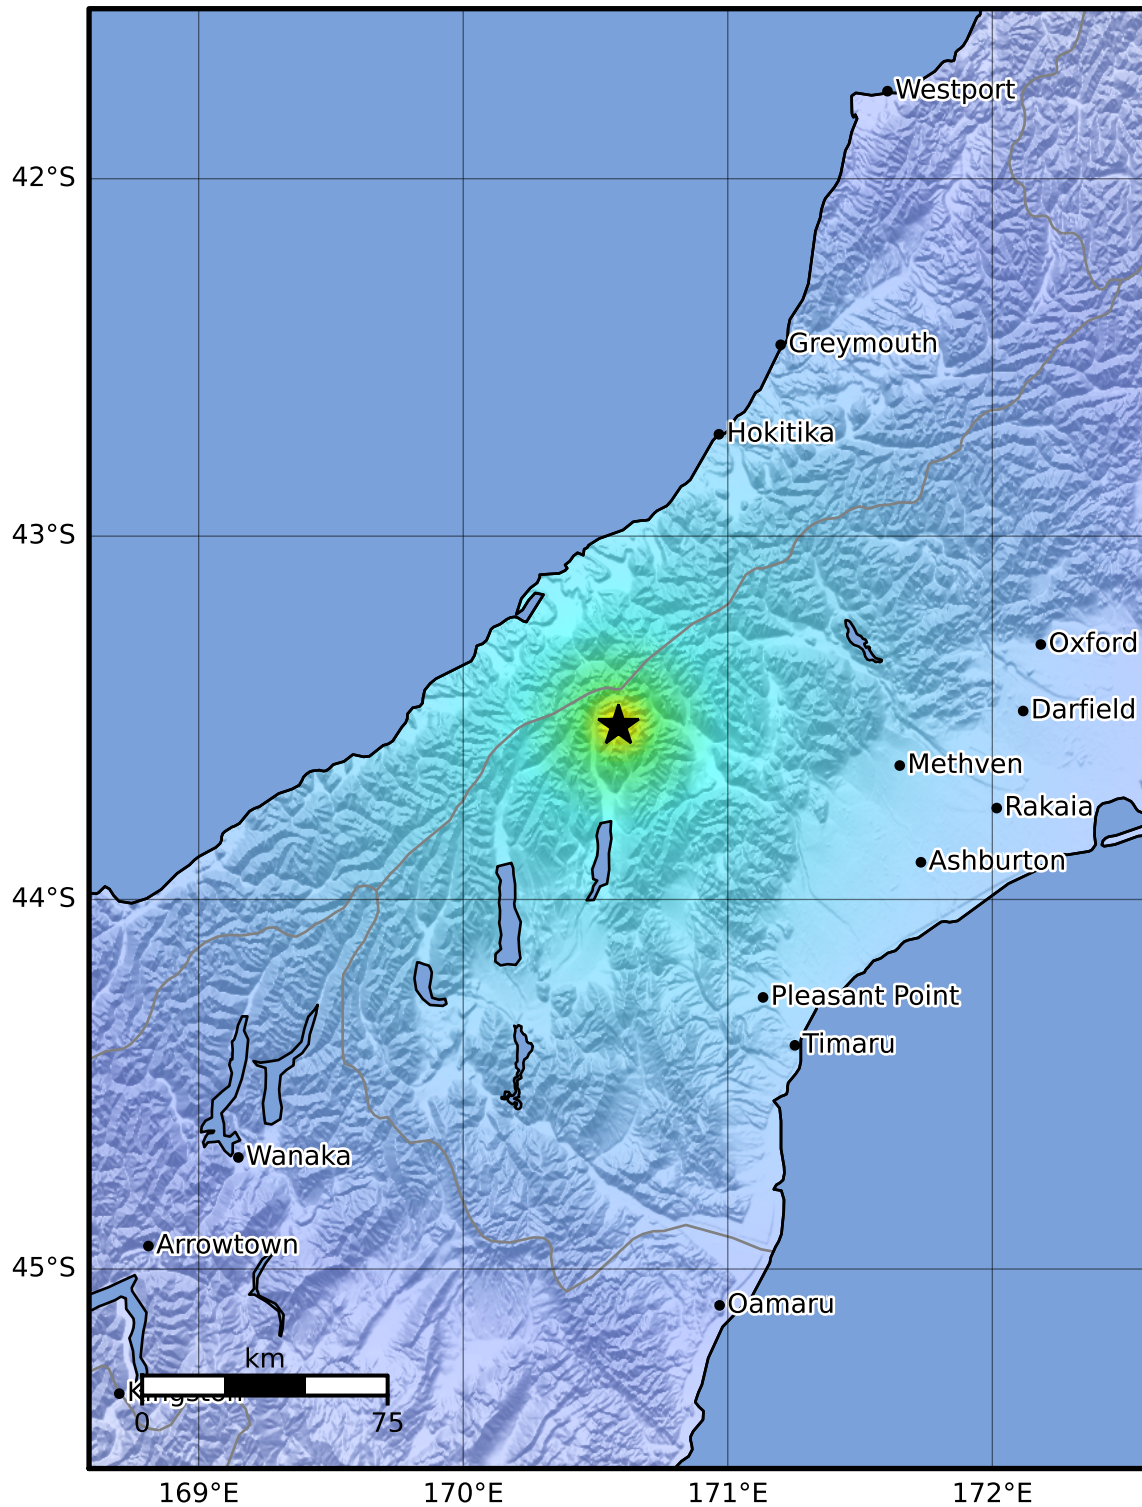 Westport
42°S
Greymouth
Hokitika
43°S
Oxford
Darfield
Methven
Rakaia
Ashburton
44°S
Pleasant Point
Timaru
Wanaka
Arrowtown
45°S
Oamaru
km
Kingston
0
75
169°E
170°E
171°E
172°E